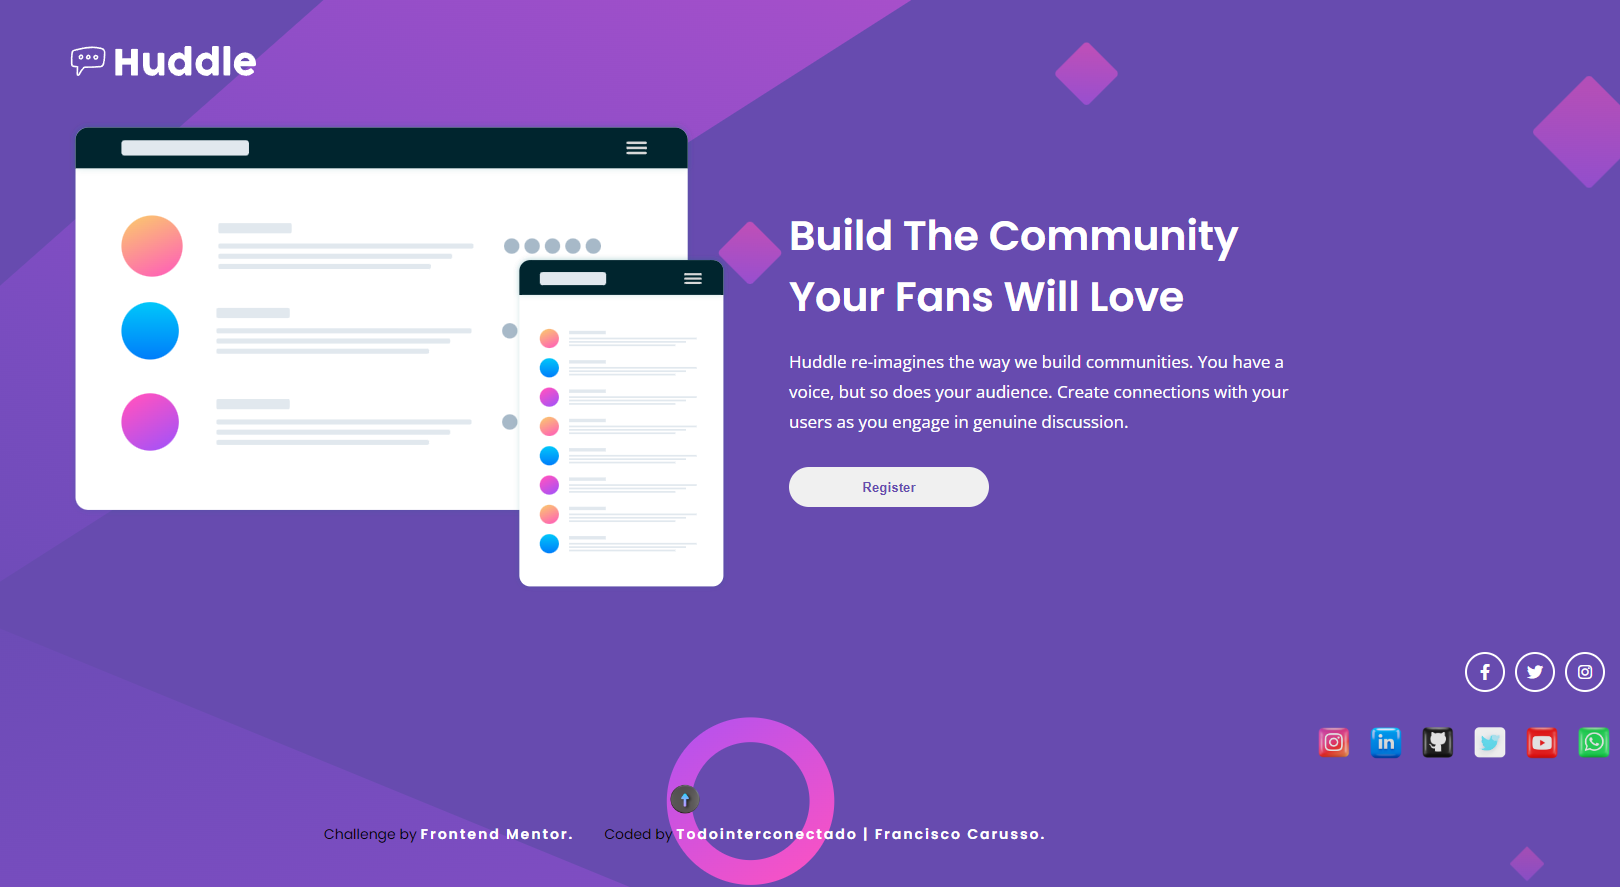 Huddle
Build The Community
Your Fans Will Love
Huddle re-imagines the way we build communities. You have a
voice, but so does your audience. Create connections with your
users as you engage in genuine discussion.
Register
in
Challenge by Frontend Mentor.
Coded by Todointerconectado | Francisco Carusso.